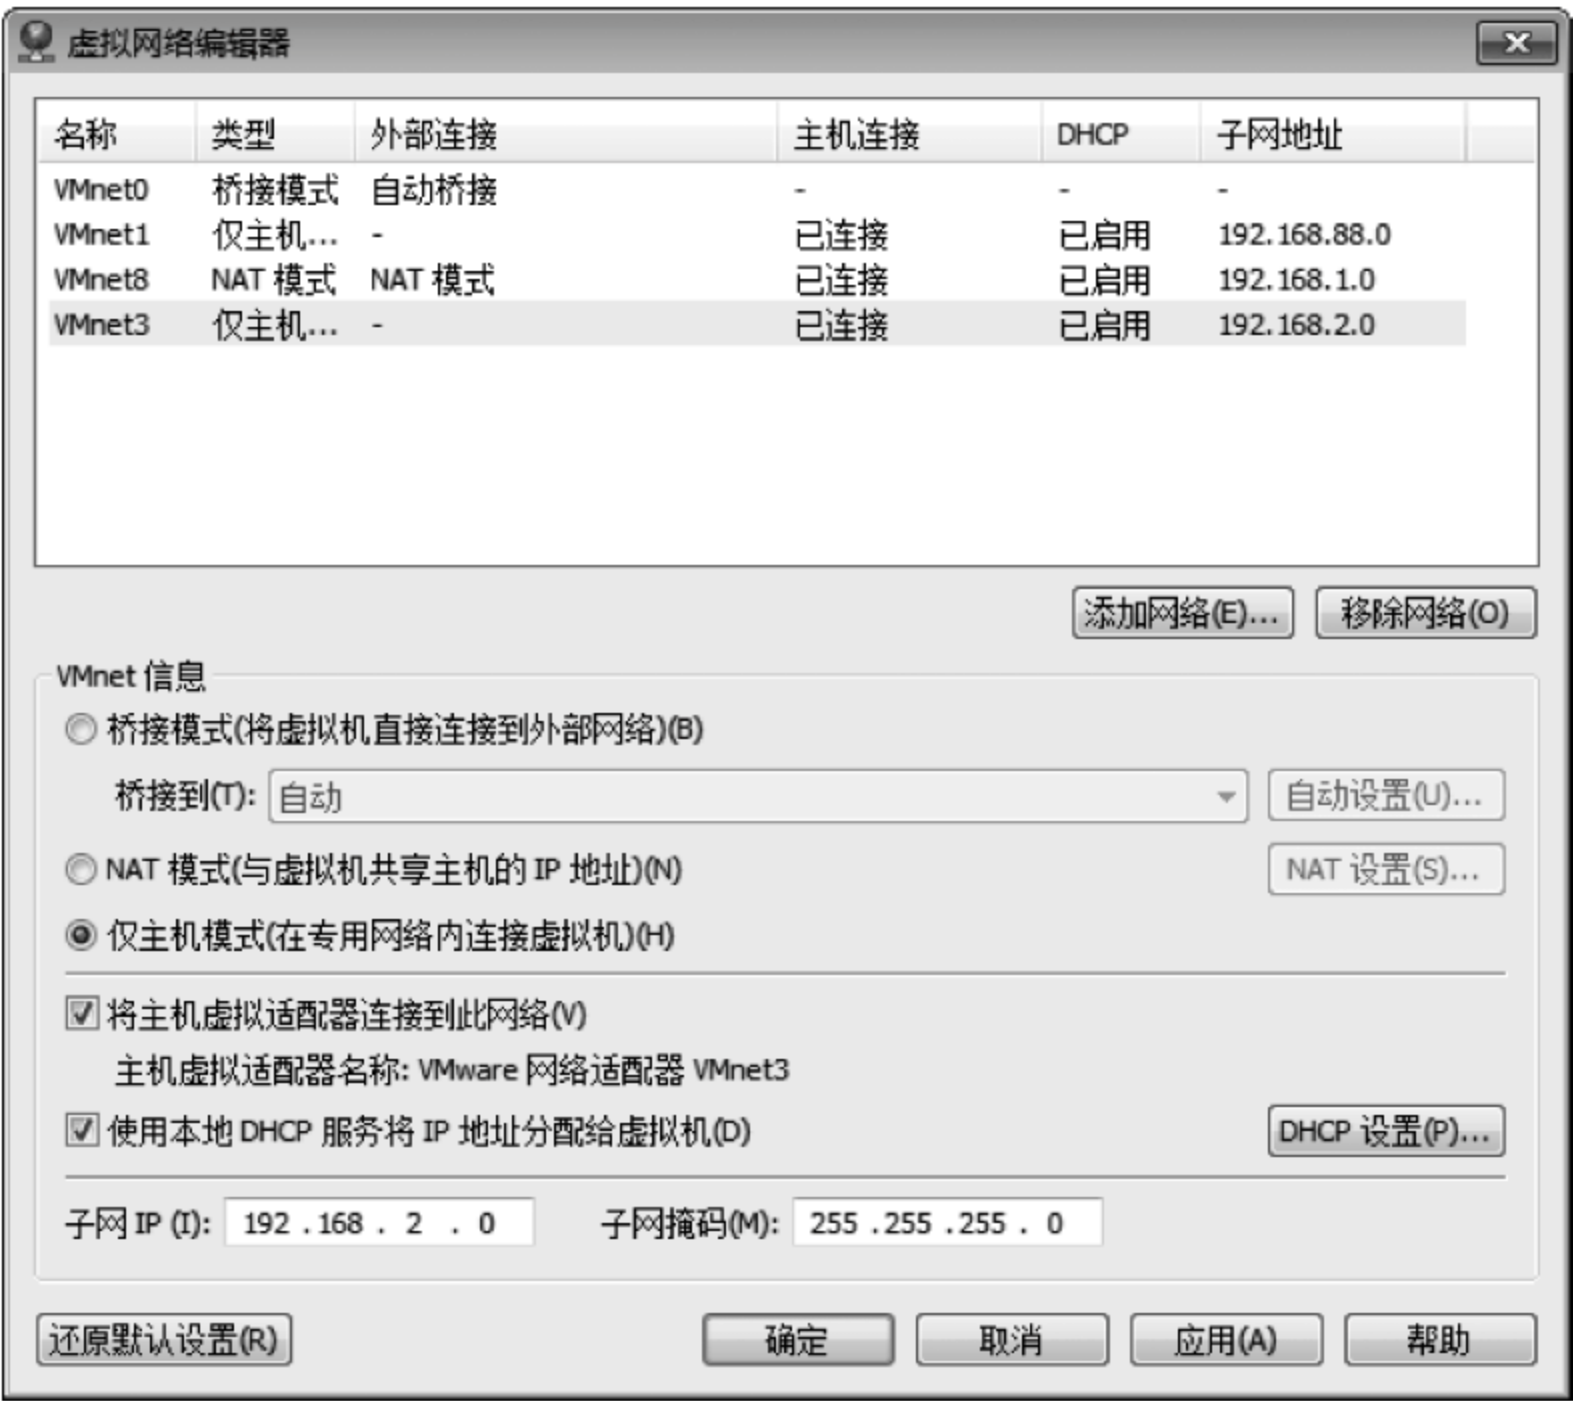 虚拟网络编辑器
名称 类型 外部连接 主机连接 DHCP 子网地址
VMnet0 桥接模式 自动桥接 - - -
VMnet1 仅主机... - 已连接 已启用 192.168.88.0
VMnet8 NAT 模式 NAT 模式 已连接 已启用 192.168.1.0
VMnet3 仅主机... - 已连接 已启用 192.168.2.0
添加网络(E)... 移除网络(O)
VMnet 信息
桥接模式(将虚拟机直接连接到外部网络)(B)
桥接到(T): 自动 自动设置(U)...
NAT 模式(与虚拟机共享主机的 IP 地址)(N) NAT 设置(S)...
仅主机模式(在专用网络内连接虚拟机)(H)
将主机虚拟适配器连接到此网络(V)
主机虚拟适配器名称: VMware 网络适配器 VMnet3
使用本地 DHCP 服务将 IP 地址分配给虚拟机(D) DHCP 设置(P)...
子网 IP (I): 192 . 168 . 2 . 0 子网掩码(M): 255 . 255 . 255 . 0
还原默认设置(R) 确定 取消 应用(A) 帮助